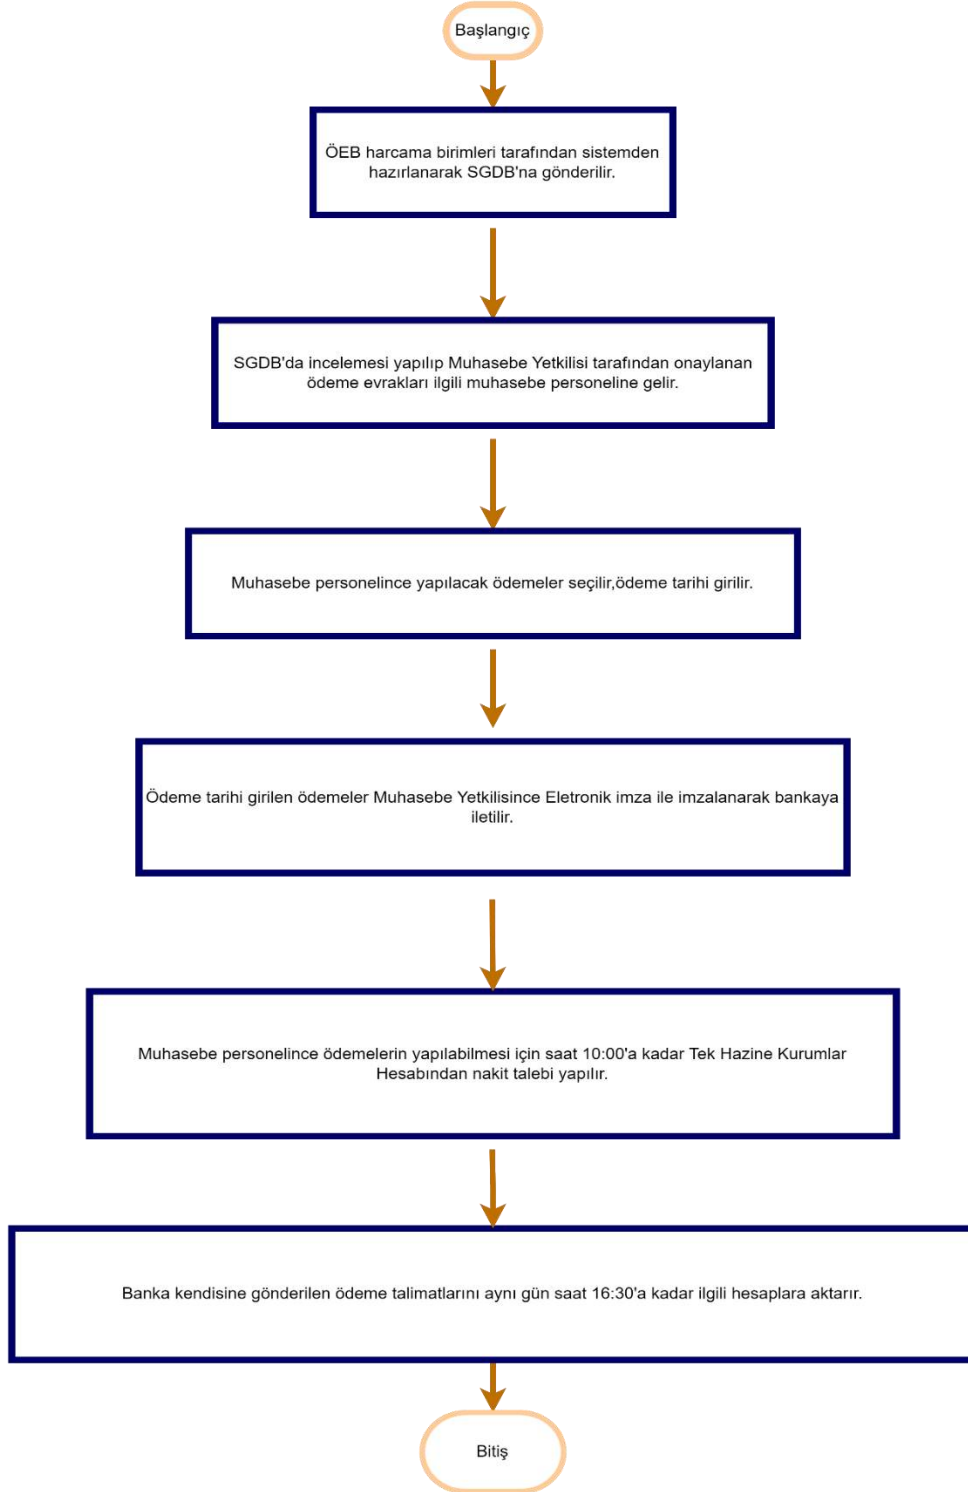 Başlangıç
ÖEB harcama birimleri tarafından sistemden
hazırlanarak SGDB'na gönderilir.
SGDB'da incelemesi yapılıp Muhasebe Yetkilisi tarafından onaylanan
ödeme evrakları ilgili muhasebe personeline gelir.
Muhasebe personelince yapılacak ödemeler seçilir,ödeme tarihi girilir.
Ödeme tarihi girilen ödemeler Muhasebe Yetkilisince Eletronik imza ile imzalanarak bankaya
iletilir.
Muhasebe personelince ödemelerin yapılabilmesi için saat 10:00'a kadar Tek Hazine Kurumlar
Hesabından nakit talebi yapılır.
Banka kendisine gönderilen ödeme talimatlarını aynı gün saat 16:30'a kadar ilgili hesaplara aktarır.
Bitiş